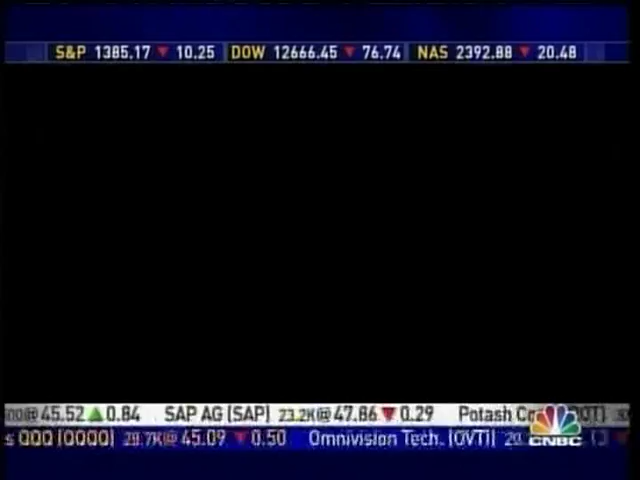 S&P 1385.17 ▼ 10.25 DOW 12666.45 ▼ 76.74 NAS 2392.88 ▼ 20.48
@ 45.52 ▲ 0.84 SAP AG (SAP) 23.2K@ 47.86 ▼ 0.29 Potash
QQQ (QQQQ) 28.7K@ 45.09 ▼ 0.50 Omnivision Tech. (OVTI)
CNBC